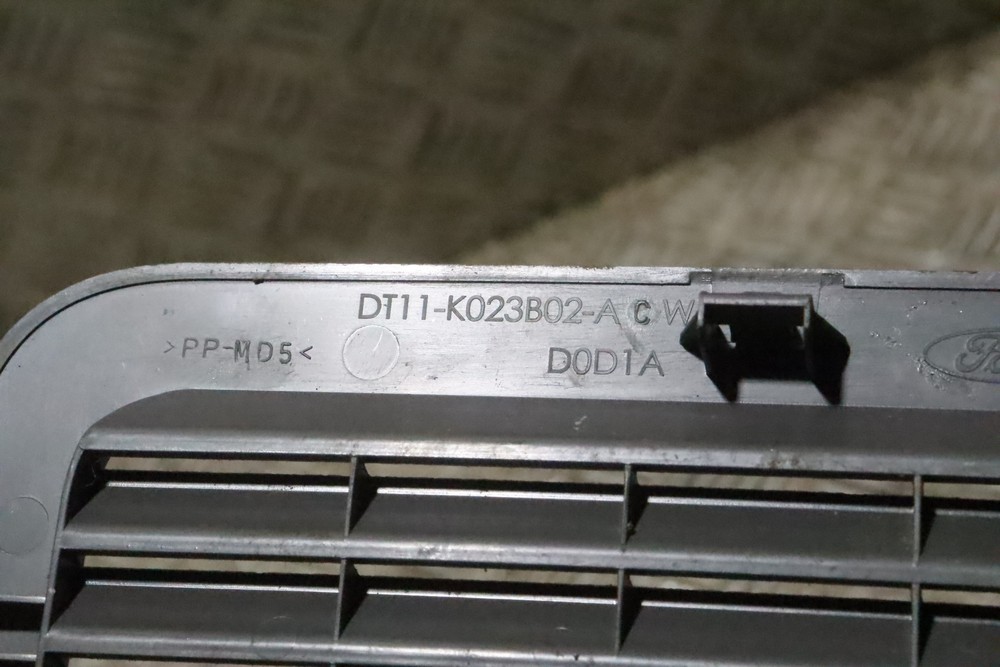 DT11-K023B02-A C W
>PP-MD5<
D0D1A